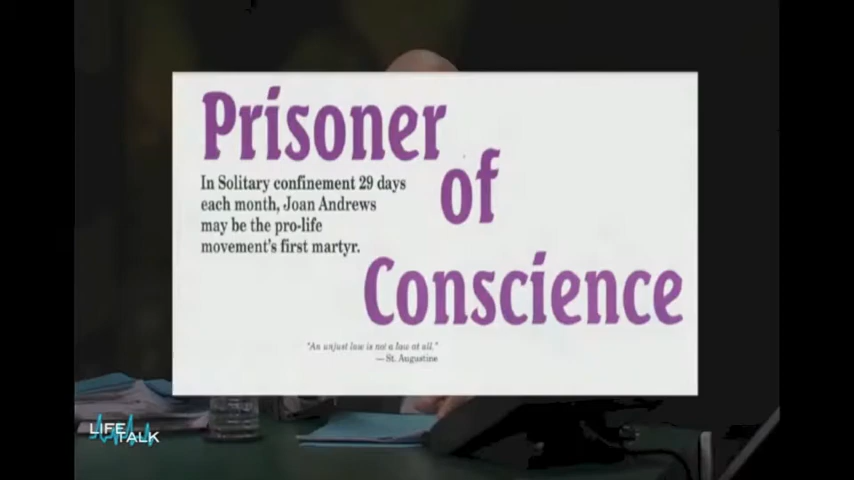 Prisoner
of
Conscience
In Solitary confinement 29 days
each month, Joan Andrews
may be the pro-life
movement's first martyr.
"An unjust law is not a law at all."
— St. Augustine
LIFE
TALK